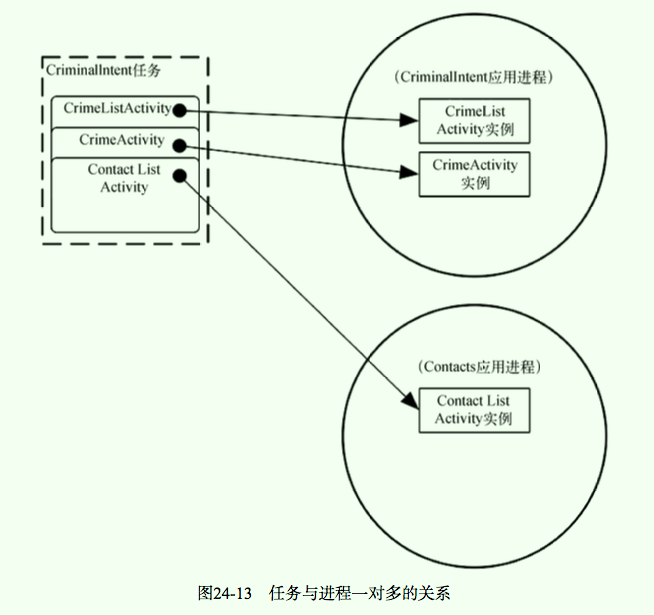 CriminalIntent任务
CrimeListActivity
CrimeActivity
Contact List
Activity
(CriminalIntent应用进程)
CrimeList
Activity实例
CrimeActivity
实例
(Contacts应用进程)
Contact List
Activity实例
图24-13 任务与进程一对多的关系